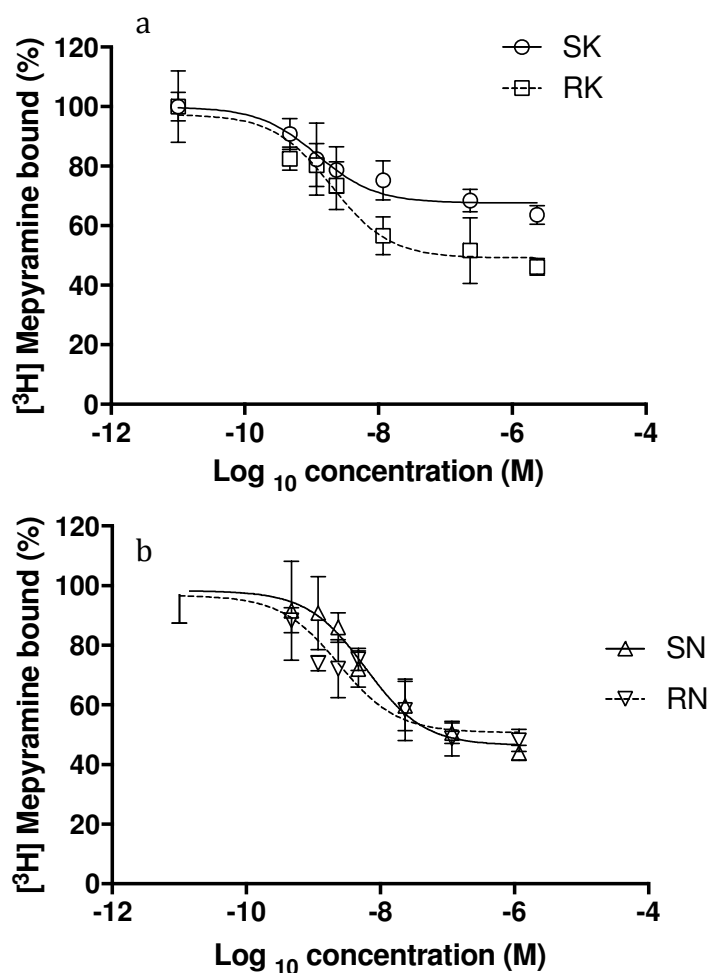 a
SK
RK
[³H] Mepyramine bound (%)
120
100
80
60
40
20
0
-12
-10
-8
-6
-4
Log ₁₀ concentration (M)
b
SN
RN
[³H] Mepyramine bound (%)
120
100
80
60
40
20
0
-12
-10
-8
-6
-4
Log ₁₀ concentration (M)